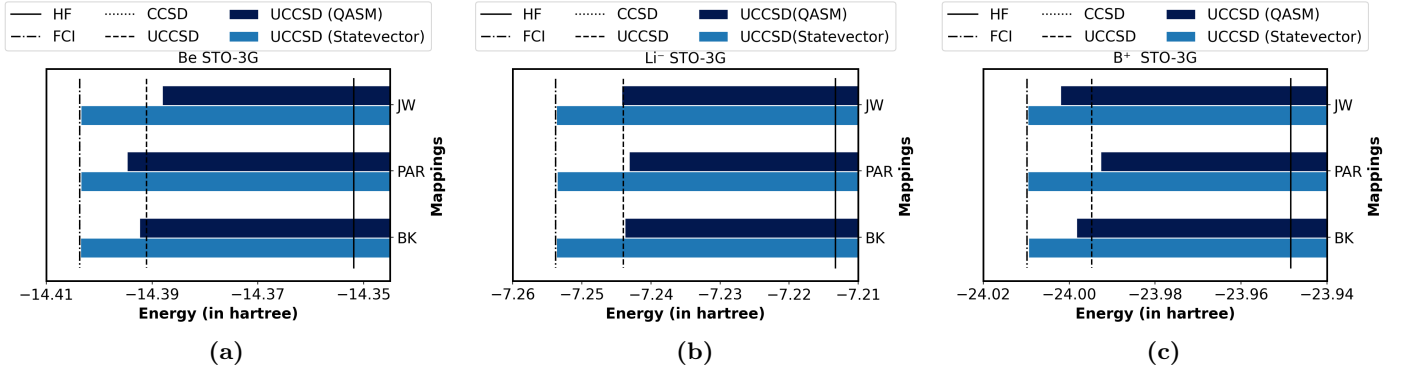 HF CCSD UCCSD (QASM)
FCI UCCSD UCCSD (Statevector)
Be STO-3G
JW
PAR
BK
Mappings
−14.41 −14.39 −14.37 −14.35
Energy (in hartree)
(a)
HF CCSD UCCSD(QASM)
FCI UCCSD UCCSD(Statevector)
Li⁻ STO-3G
JW
PAR
BK
Mappings
−7.26 −7.25 −7.24 −7.23 −7.22 −7.21
Energy (in hartree)
(b)
HF CCSD UCCSD (QASM)
FCI UCCSD UCCSD (Statevector)
B⁺ STO-3G
JW
PAR
BK
Mappings
−24.02 −24.00 −23.98 −23.96 −23.94
Energy (in hartree)
(c)